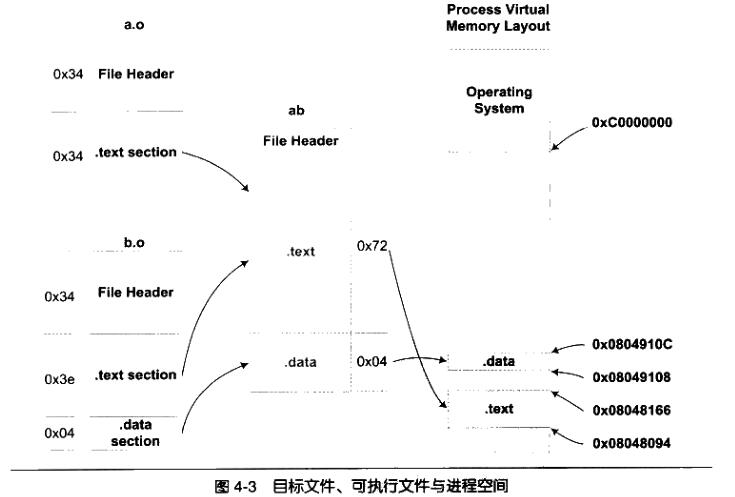 a.o
0x34 File Header
0x34 .text section
b.o
0x34 File Header
0x3e .text section
0x04 .data
section
ab
File Header
.text 0x72
.data 0x04
Process Virtual
Memory Layout
Operating
System
0xC0000000
.data
0x0804910C
0x08049108
.text
0x08048166
0x08048094
图 4-3 目标文件、可执行文件与进程空间